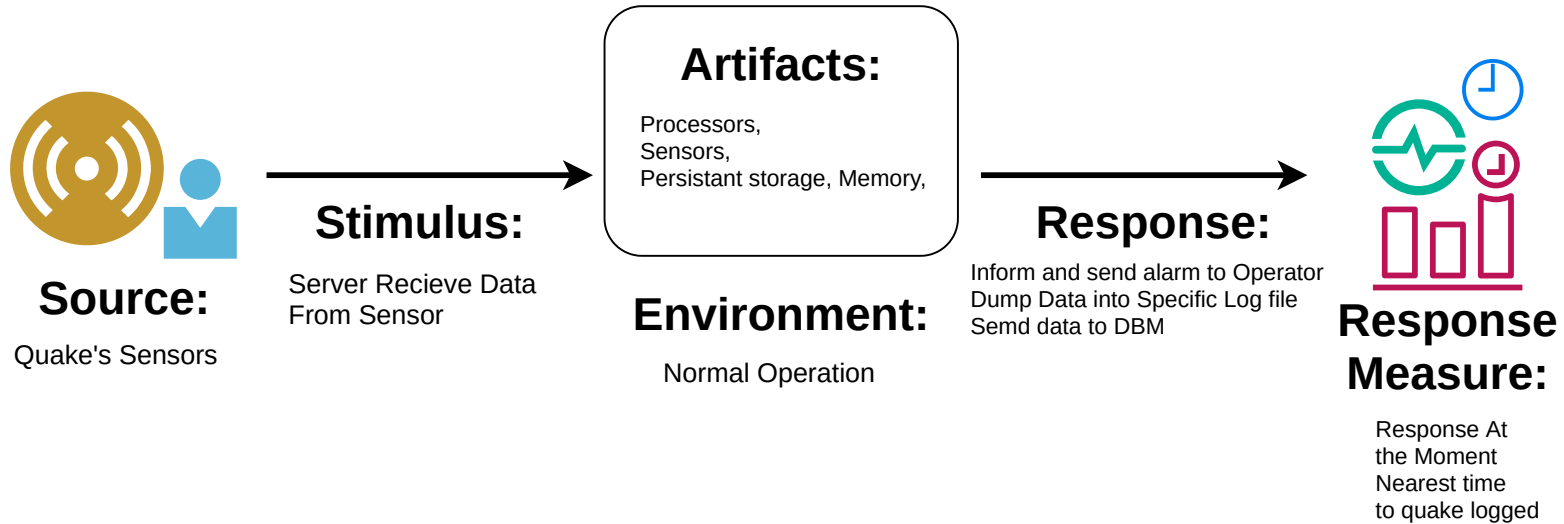 Source:
Quake's Sensors
Stimulus:
Server Recieve Data
From Sensor
Artifacts:
Processors,
Sensors,
Persistant storage, Memory,
Environment:
Normal Operation
Response:
Inform and send alarm to Operator
Dump Data into Specific Log file
Semd data to DBM
Response
Measure:
Response At
the Moment
Nearest time
to quake logged